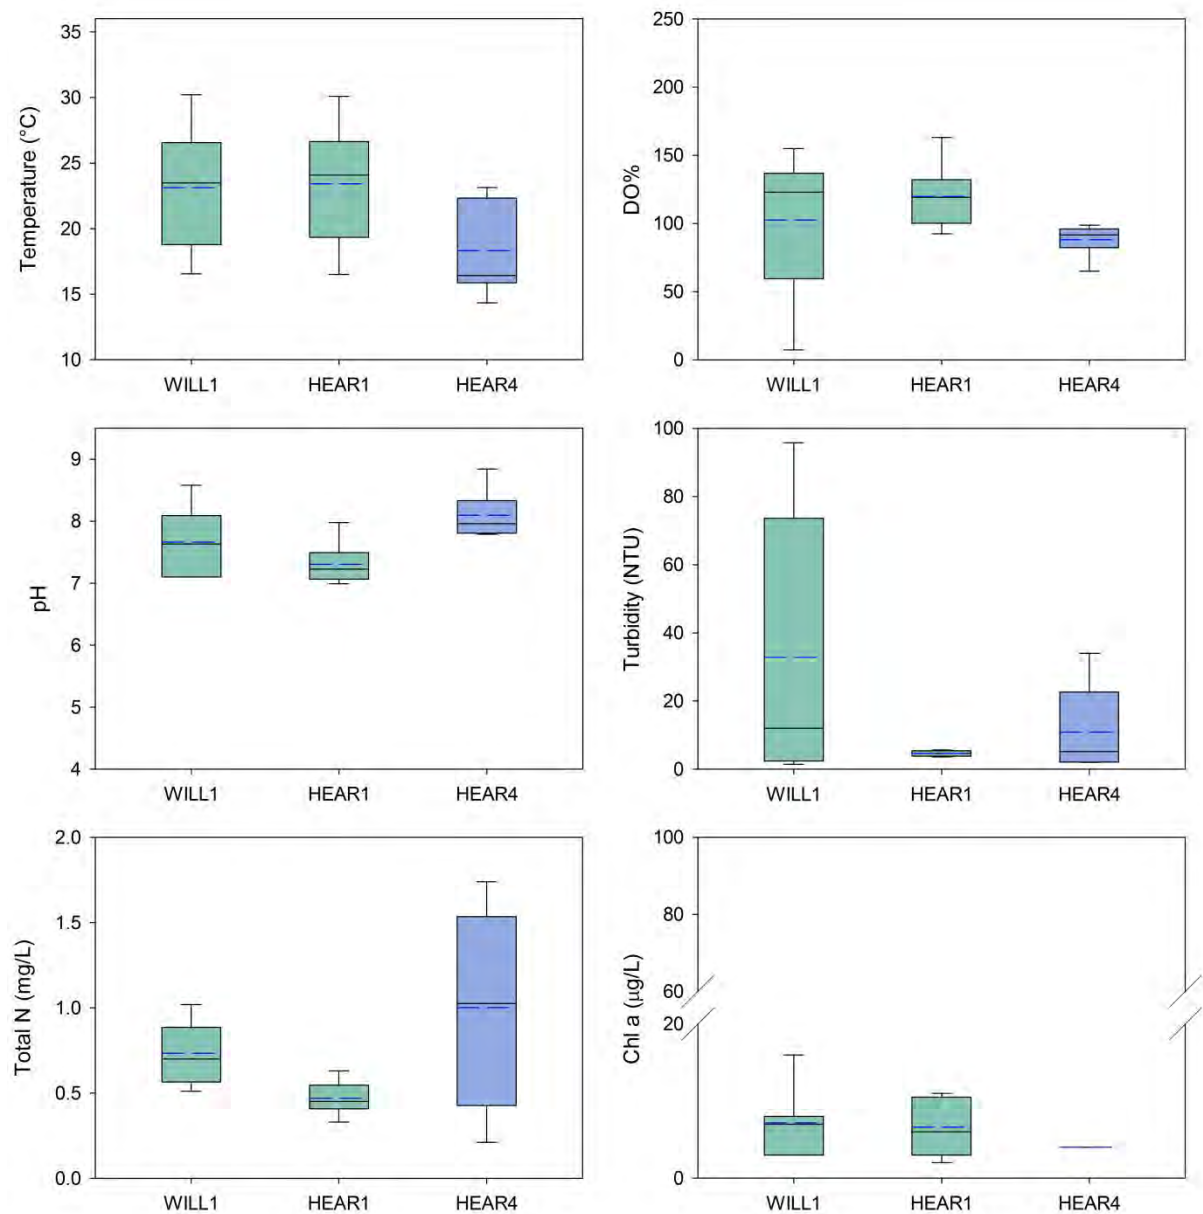 Temperature (°C)
35
30
25
20
15
10
WILL1 HEAR1 HEAR4
DO%
250
200
150
100
50
0
WILL1 HEAR1 HEAR4
pH
9
8
7
6
5
4
WILL1 HEAR1 HEAR4
Turbidity (NTU)
100
80
60
40
20
0
WILL1 HEAR1 HEAR4
Total N (mg/L)
2.0
1.5
1.0
0.5
0.0
WILL1 HEAR1 HEAR4
Chl a (µg/L)
100
80
60
20
0
WILL1 HEAR1 HEAR4